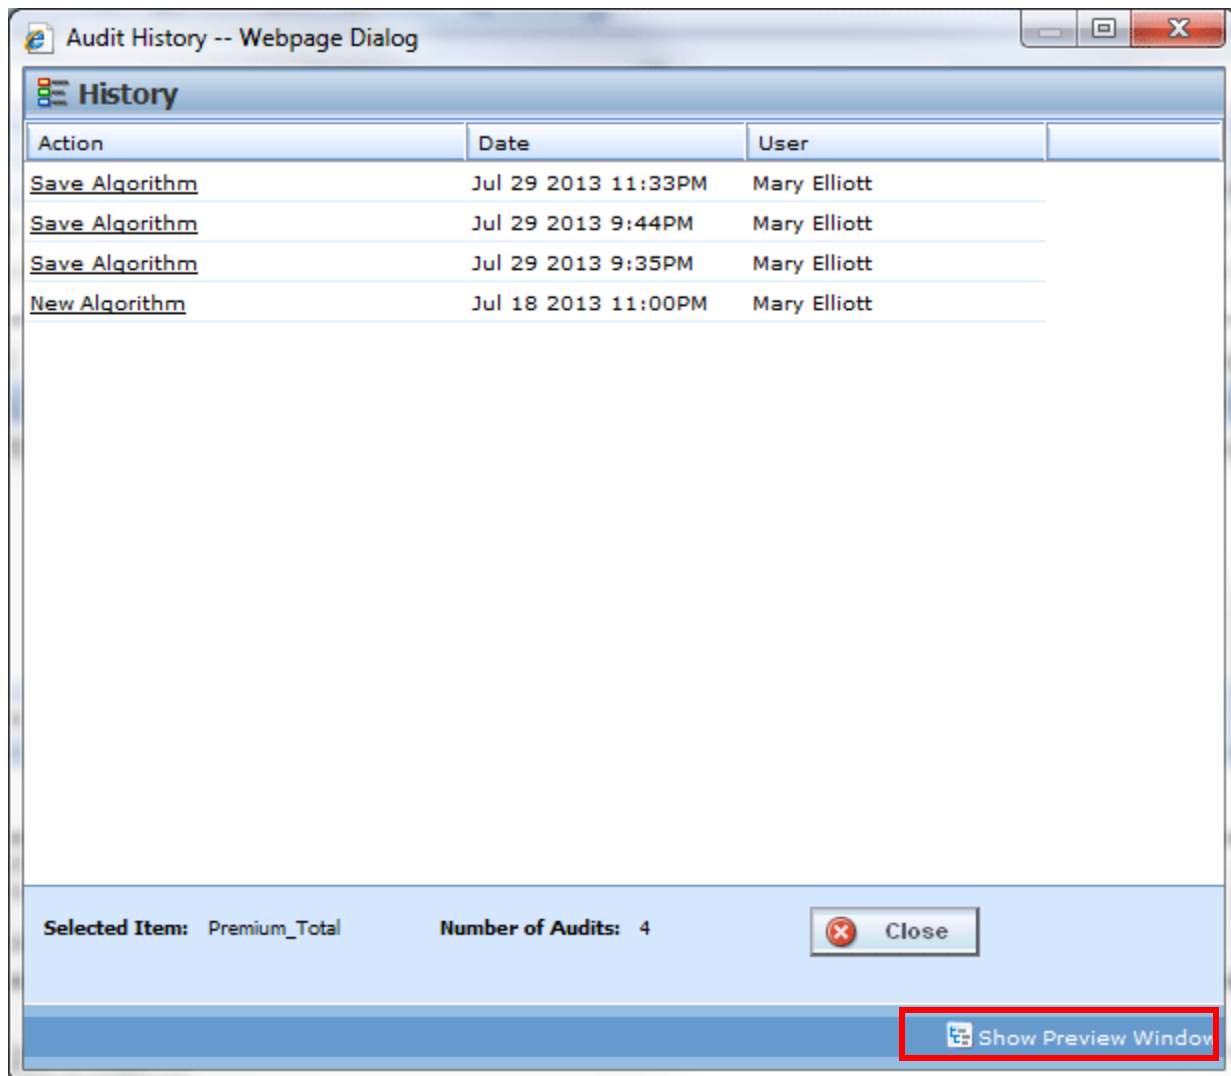 Audit History -- Webpage Dialog
History
Action Date User
Save Algorithm Jul 29 2013 11:33PM Mary Elliott
Save Algorithm Jul 29 2013 9:44PM Mary Elliott
Save Algorithm Jul 29 2013 9:35PM Mary Elliott
New Algorithm Jul 18 2013 11:00PM Mary Elliott
Selected Item: Premium_Total Number of Audits: 4 Close
Show Preview Window